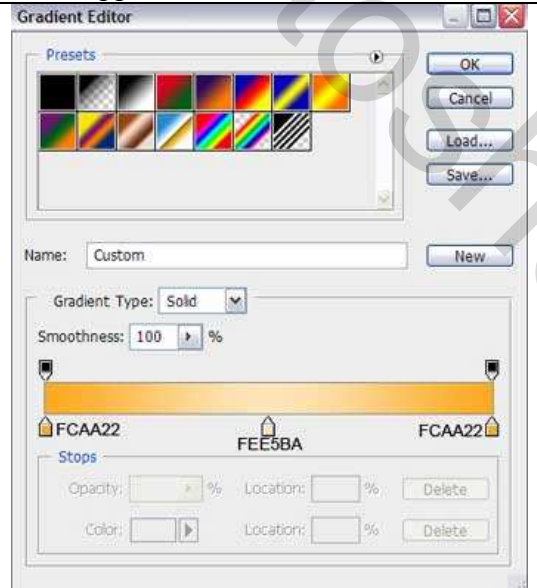 Gradient Editor
Presets
OK
Cancel
Load...
Save...
Name: Custom New
Gradient Type: Solid
Smoothness: 100 %
FCAA22 FEE5BA FCAA22
Stops
Opacity: % Location: % Delete
Color: Location: % Delete